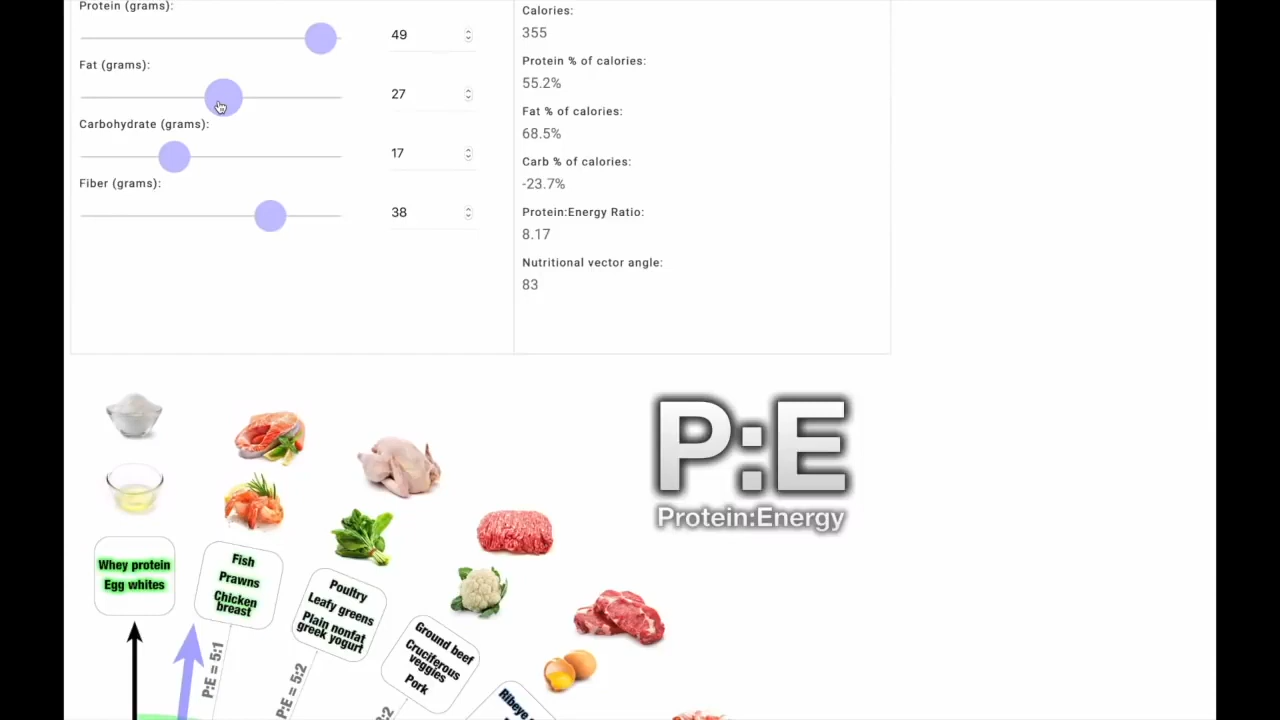 Protein (grams):
49
Fat (grams):
27
Carbohydrate (grams):
17
Fiber (grams):
38
Calories:
355
Protein % of calories:
55.2%
Fat % of calories:
68.5%
Carb % of calories:
-23.7%
Protein:Energy Ratio:
8.17
Nutritional vector angle:
83
P:E
Protein:Energy
Whey protein
Egg whites
Fish
Prawns
Chicken
breast
Poultry
Leafy greens
Plain nonfat
greek yogurt
Ground beef
Cruciferous
veggies
Pork
Ribeye
P:E = 5:1
P:E = 5:2